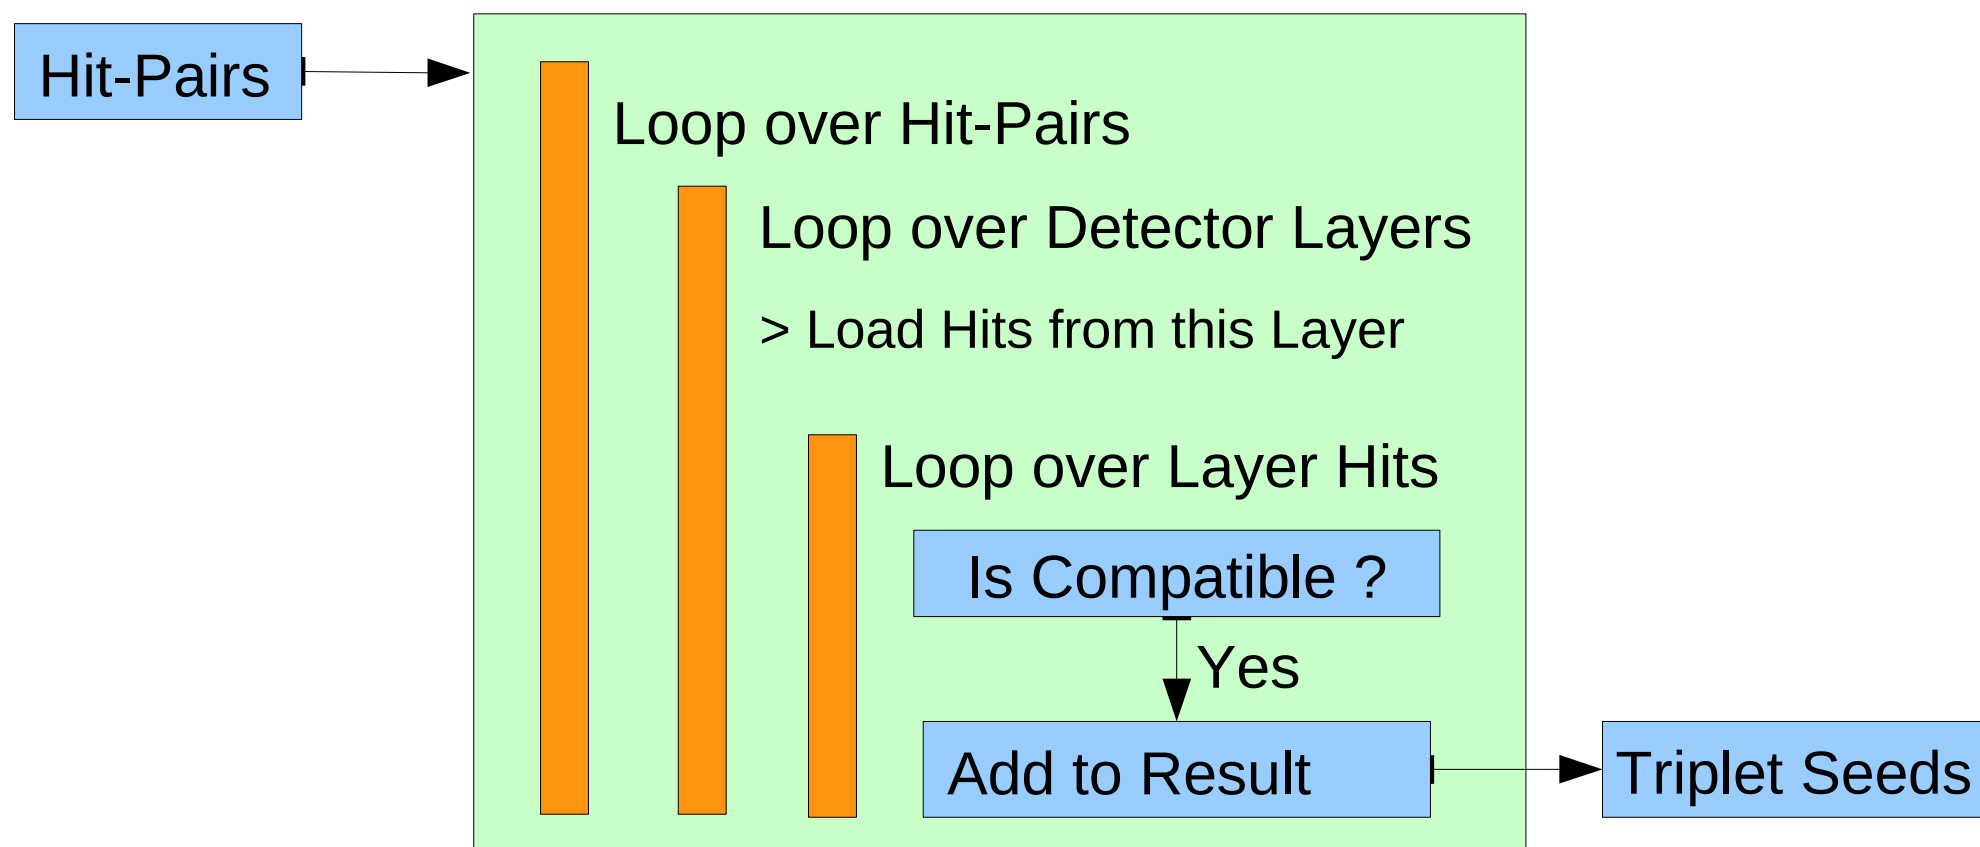 Hit-Pairs
Loop over Hit-Pairs
Loop over Detector Layers
> Load Hits from this Layer
Loop over Layer Hits
Is Compatible ?
Yes
Add to Result
Triplet Seeds